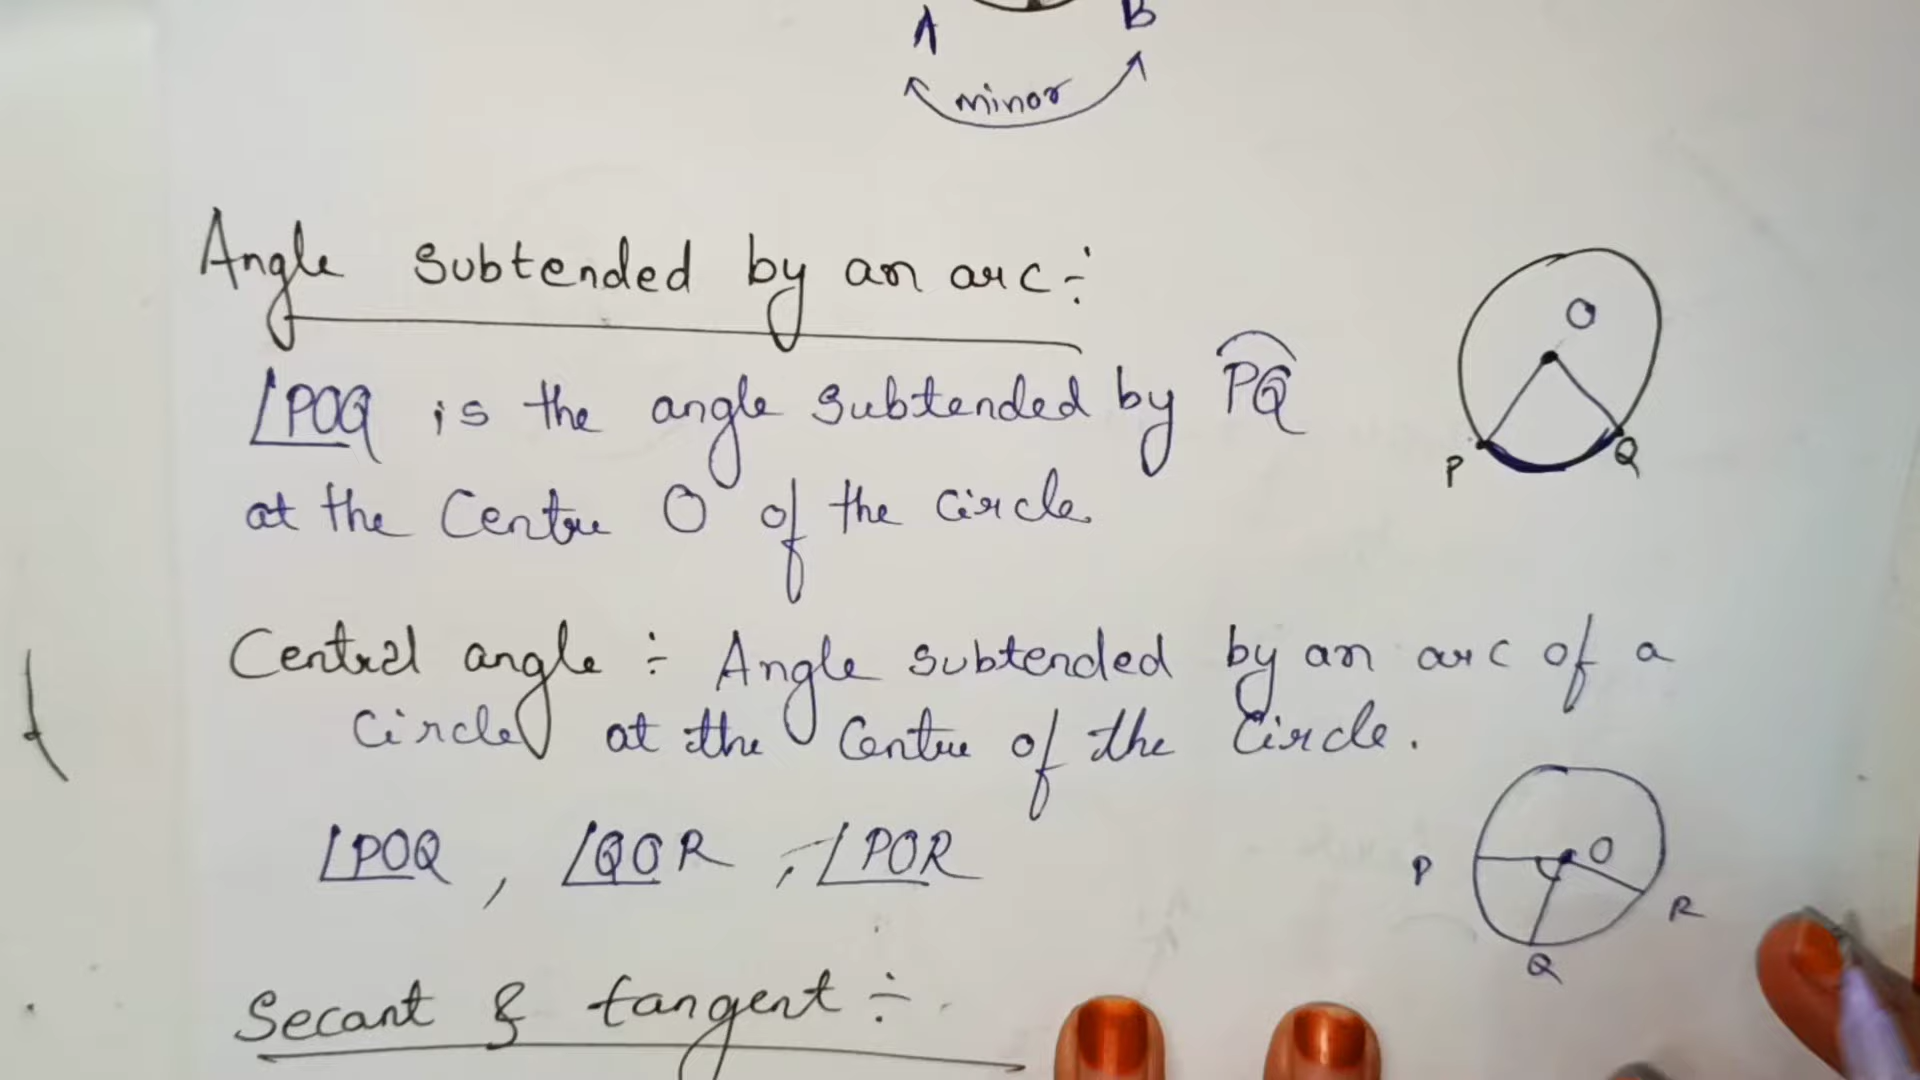 A B
minor
Angle subtended by an arc ÷
∠POQ is the angle subtended by P͡Q
at the Centre O of the circle
O
P Q
Central angle ÷ Angle subtended by an arc of a
Circle at the Centre of the Circle.
∠POQ, ∠QOR, ∠POR
P O R
Q
Secant & tangent ÷